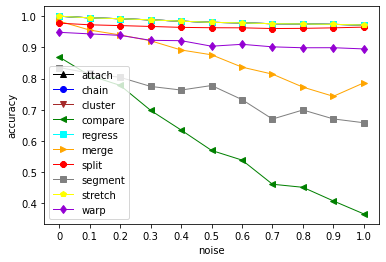 1.0
0.9
0.8
0.7
0.6
0.5
0.4
accuracy
attach
chain
cluster
compare
regress
merge
split
segment
stretch
warp
0 0.1 0.2 0.3 0.4 0.5 0.6 0.7 0.8 0.9 1.0
noise